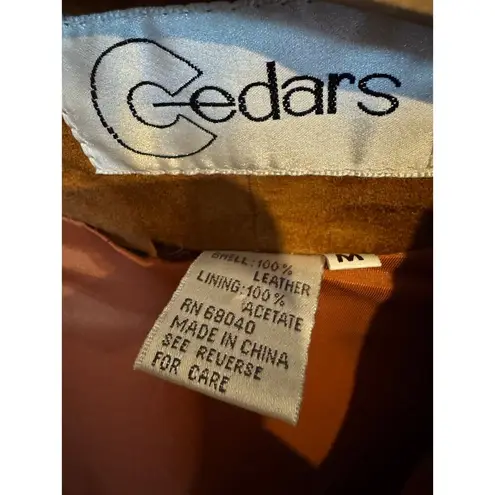 Cedars
M
SHELL:100%
LEATHER
LINING:100%
ACETATE
RN 68040
MADE IN CHINA
SEE REVERSE
FOR CARE